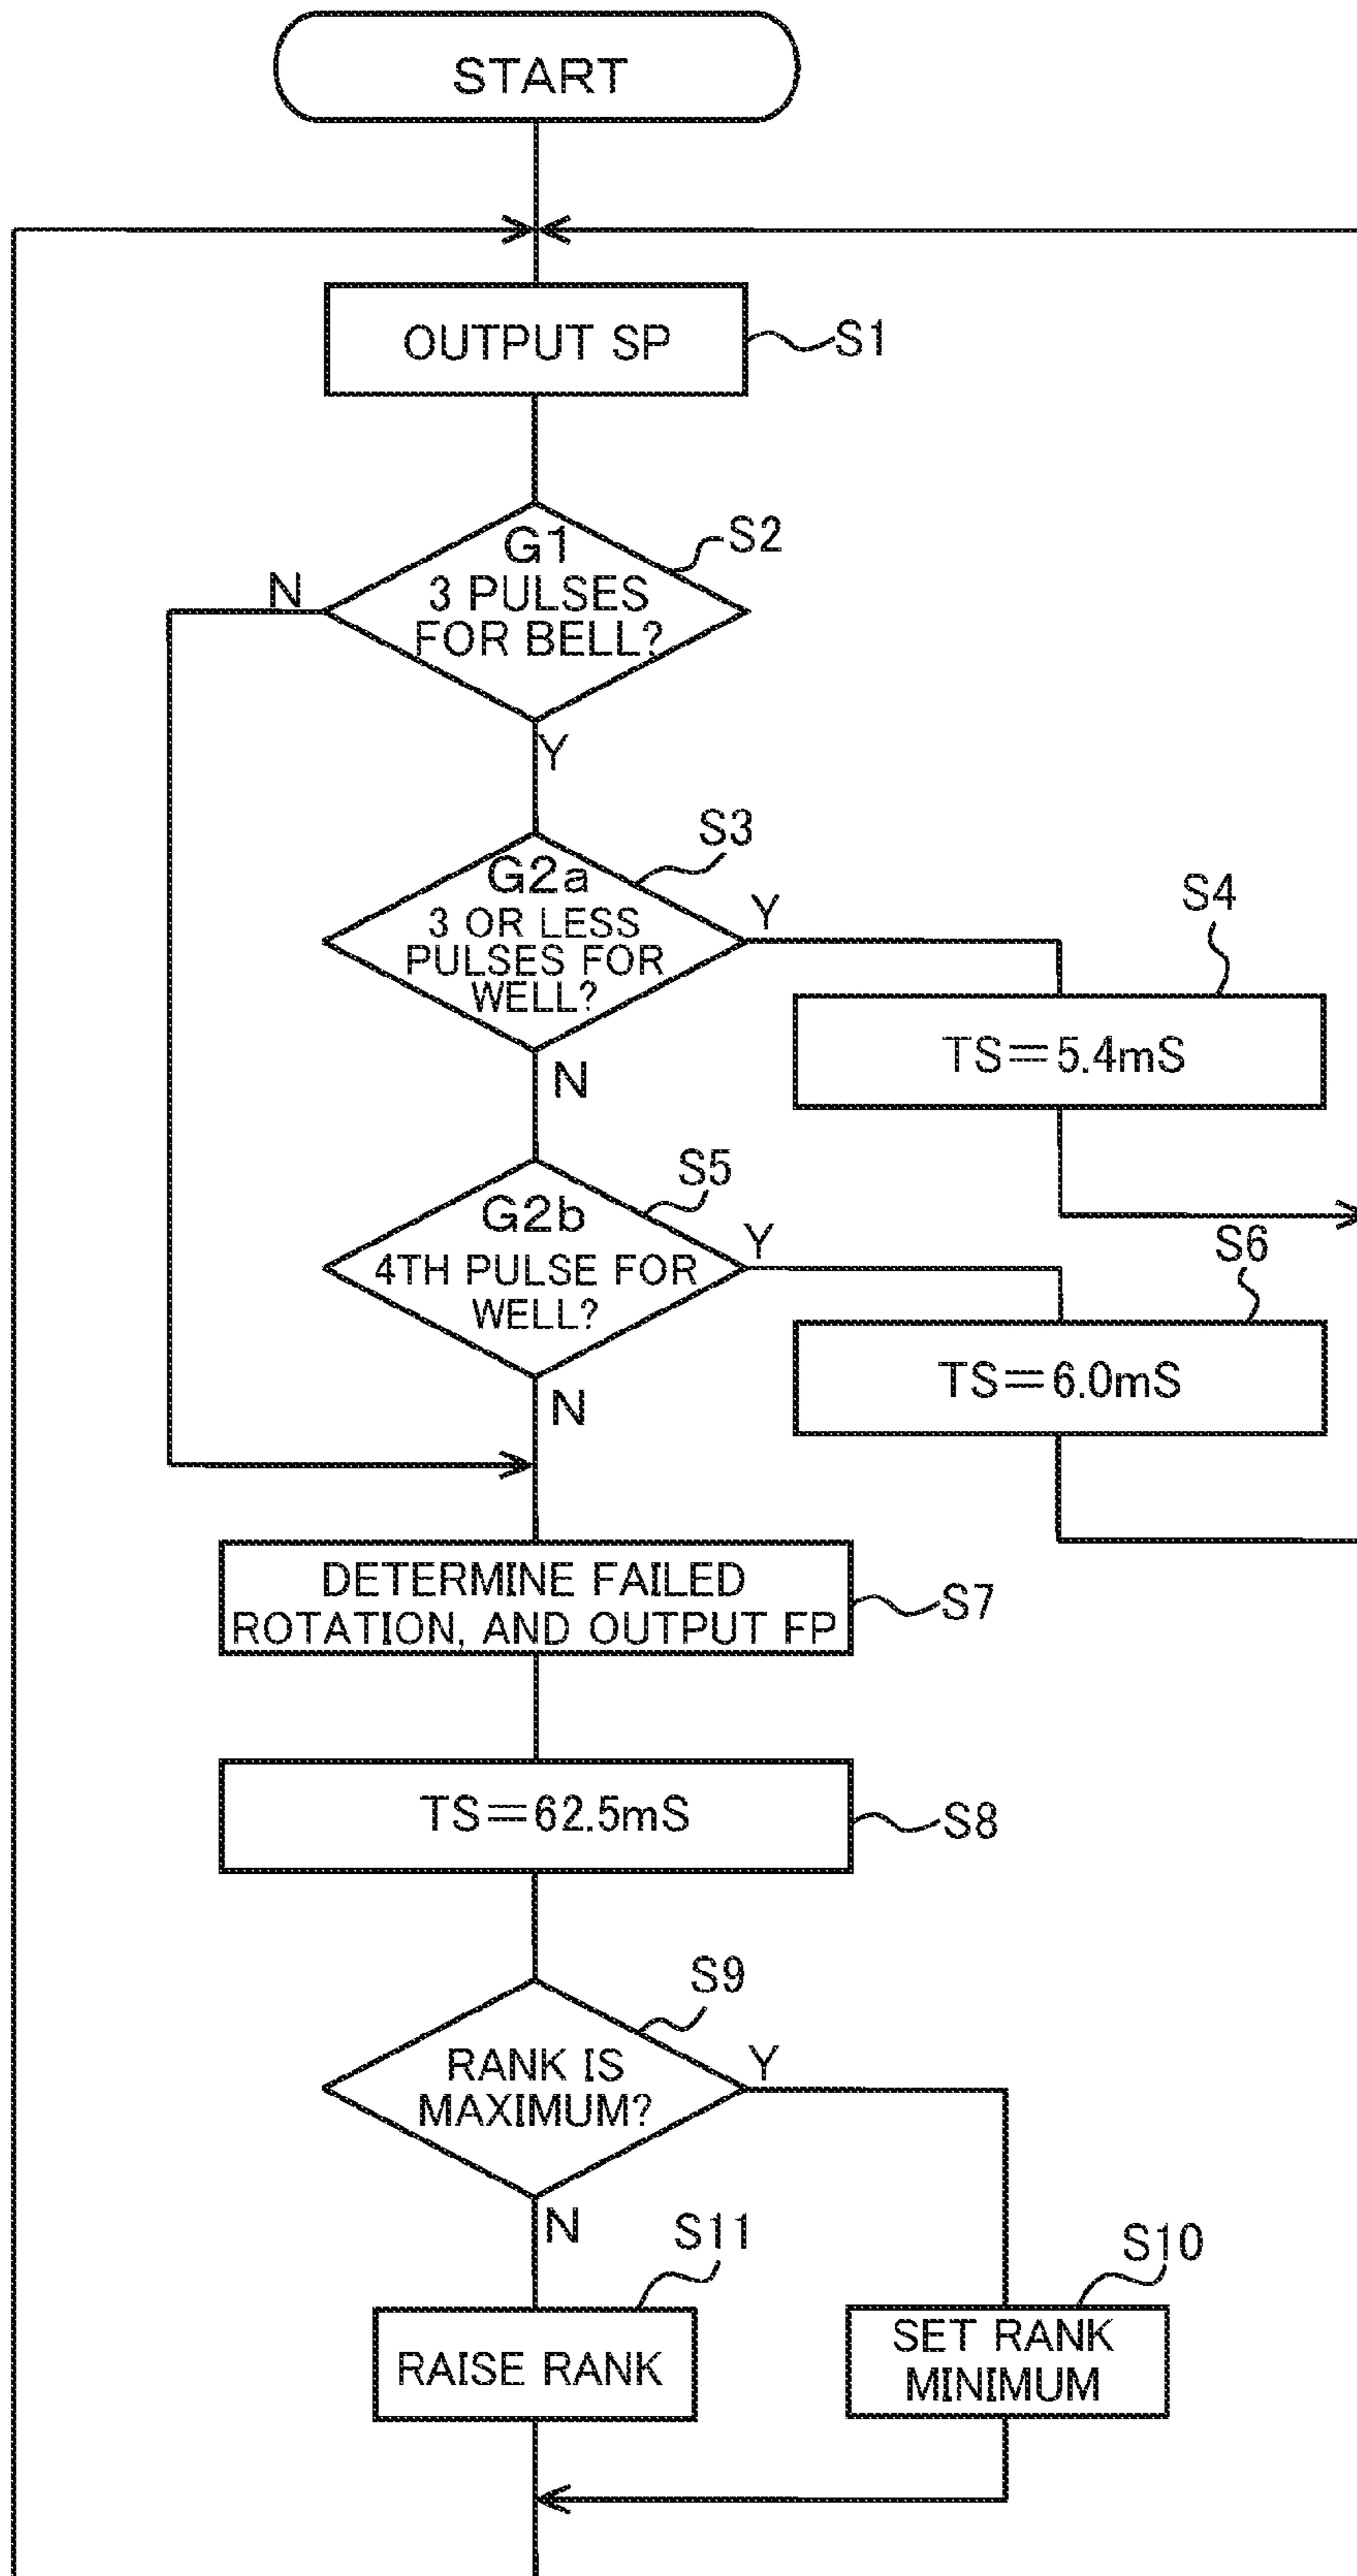 START
OUTPUT SP
S1
G1
3 PULSES
FOR BELL?
S2
N
Y
G2a
3 OR LESS
PULSES FOR
WELL?
S3
Y
N
S4
TS=5.4mS
G2b
4TH PULSE FOR
WELL?
S5
Y
N
S6
TS=6.0mS
DETERMINE FAILED
ROTATION, AND OUTPUT FP
S7
TS=62.5mS
S8
RANK IS
MAXIMUM?
S9
Y
N
S11
RAISE RANK
S10
SET RANK
MINIMUM